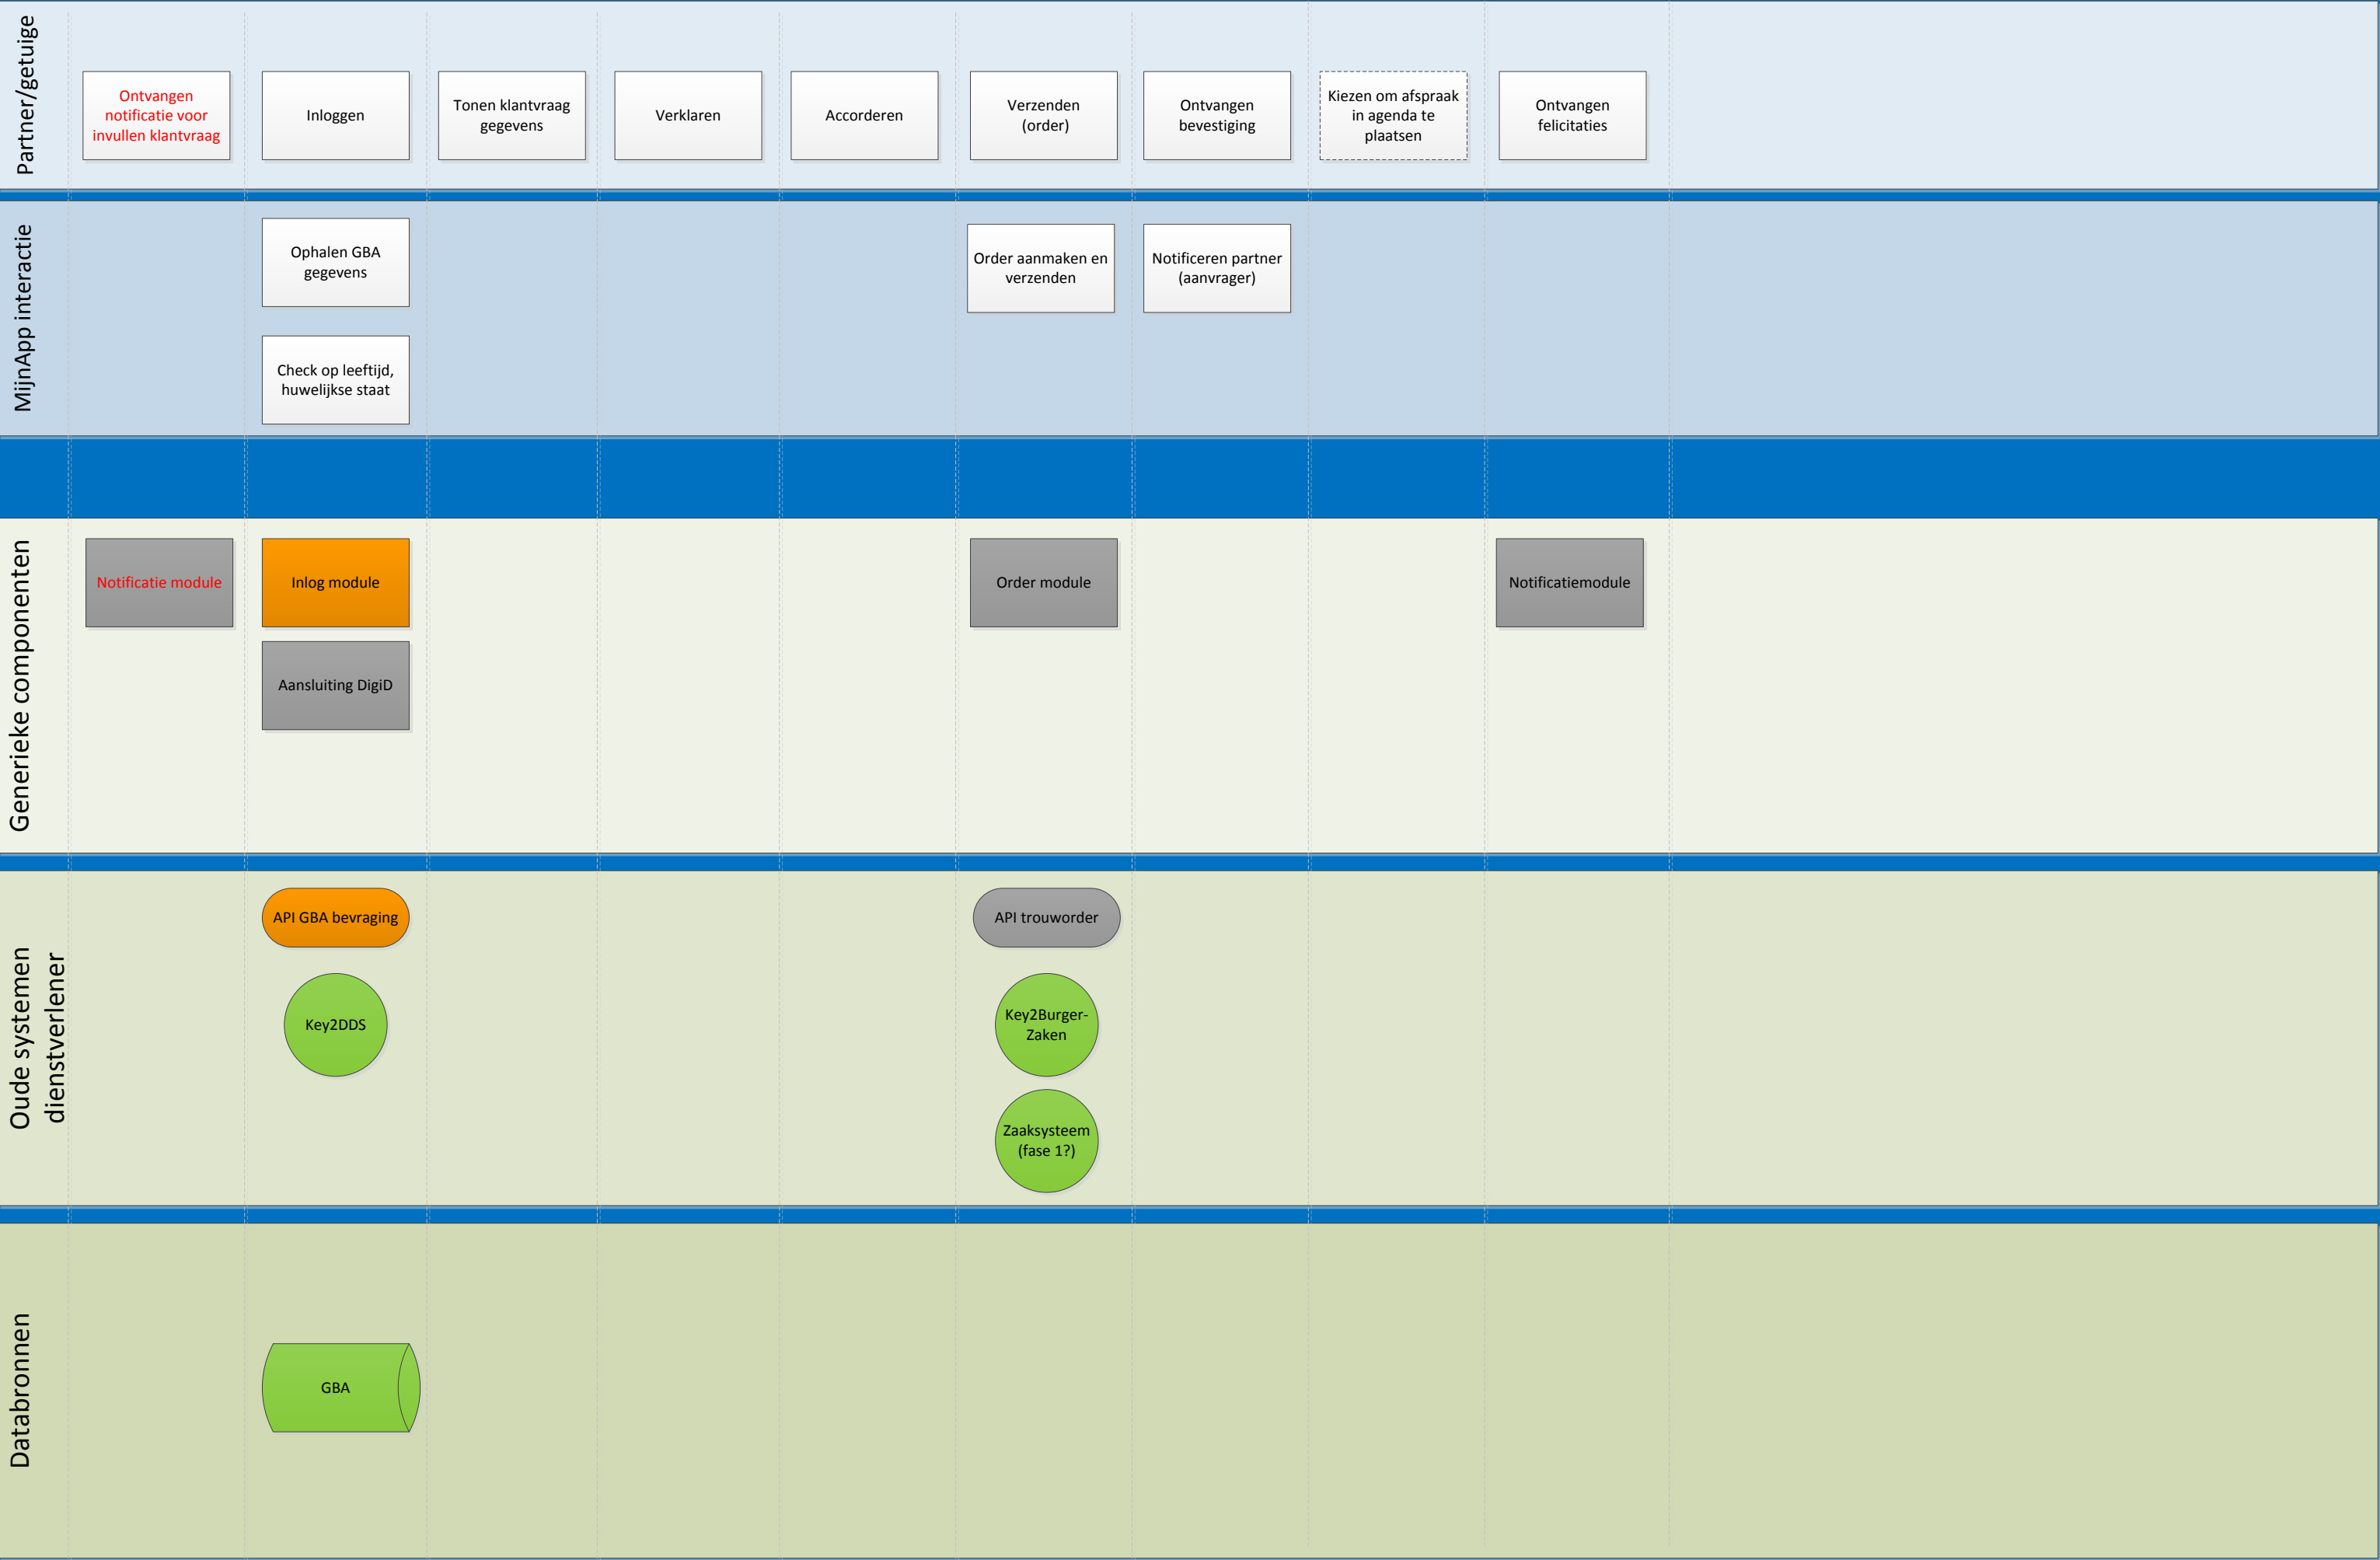 Partner/getuige
Ontvangen
notificatie voor
invullen klantvraag
Inloggen
Tonen klantvraag
gegevens
Verklaren
Accorderen
Verzenden
(order)
Ontvangen
bevestiging
Kiezen om afspraak
in agenda te
plaatsen
Ontvangen
felicitaties
MijnApp interactie
Ophalen GBA
gegevens
Check op leeftijd,
huwelijkse staat
Order aanmaken en
verzenden
Notificeren partner
(aanvrager)
Generieke componenten
Notificatie module
Inlog module
Aansluiting DigiD
Order module
Notificatiemodule
Oude systemen
dienstverlener
API GBA bevraging
Key2DDS
API trouworder
Key2Burger-
Zaken
Zaaksysteem
(fase 1?)
Databronnen
GBA